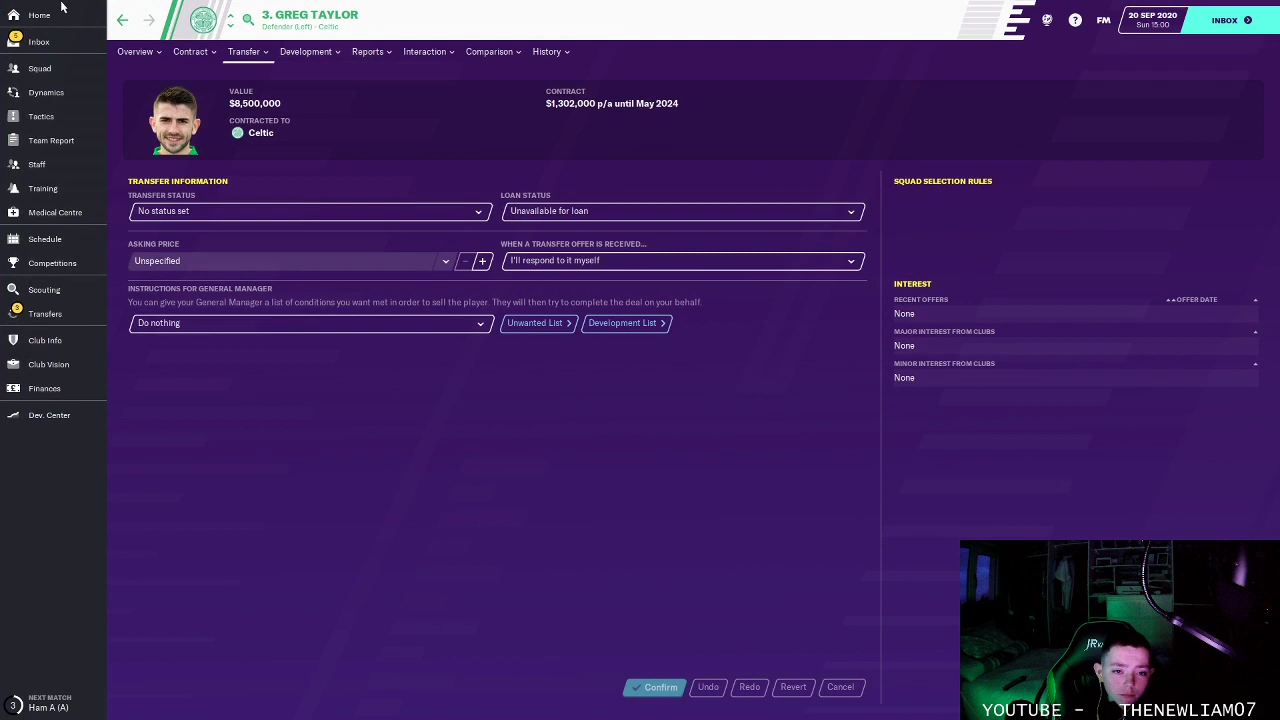 3. GREG TAYLOR
Defender (Left) - Celtic
FM
20 SEP 2020
Sun 15:00
INBOX
Overview
Contract
Transfer
Development
Reports
Interaction
Comparison
History
5
Inbox
Squad
Dynamics
Tactics
Team Report
Staff
Training
Medical Centre
Schedule
Competitions
Scouting
3
Transfers
Club Info
Club Vision
Finances
Dev. Center
NEXT MATCH
Ham A (A)
VALUE
$8,500,000
CONTRACTED TO
Celtic
CONTRACT
$1,302,000 p/a until May 2024
TRANSFER INFORMATION
TRANSFER STATUS
No status set
LOAN STATUS
Unavailable for loan
ASKING PRICE
Unspecified
WHEN A TRANSFER OFFER IS RECEIVED...
I'll respond to it myself
INSTRUCTIONS FOR GENERAL MANAGER
You can give your General Manager a list of conditions you want met in order to sell the player. They will then try to complete the deal on your behalf.
Do nothing
Unwanted List
Development List
SQUAD SELECTION RULES
INTEREST
RECENT OFFERS
OFFER DATE
None
MAJOR INTEREST FROM CLUBS
None
MINOR INTEREST FROM CLUBS
None
Confirm
Undo
Redo
Revert
Cancel
YOUTUBE - THENEWLIAM07